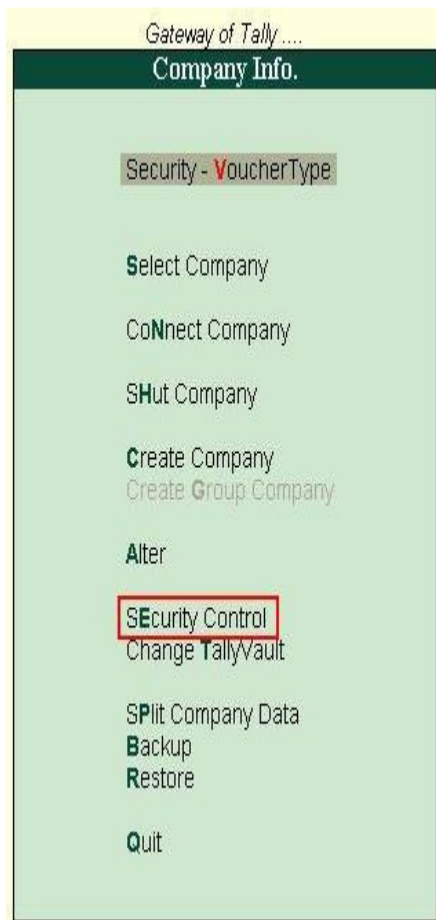 Gateway of Tally ....
Company Info.
Security - VoucherType
Select Company
CoNnect Company
SHut Company
Create Company
Create Group Company
Alter
SEcurity Control
Change TallyVault
SPlit Company Data
Backup
Restore
Quit